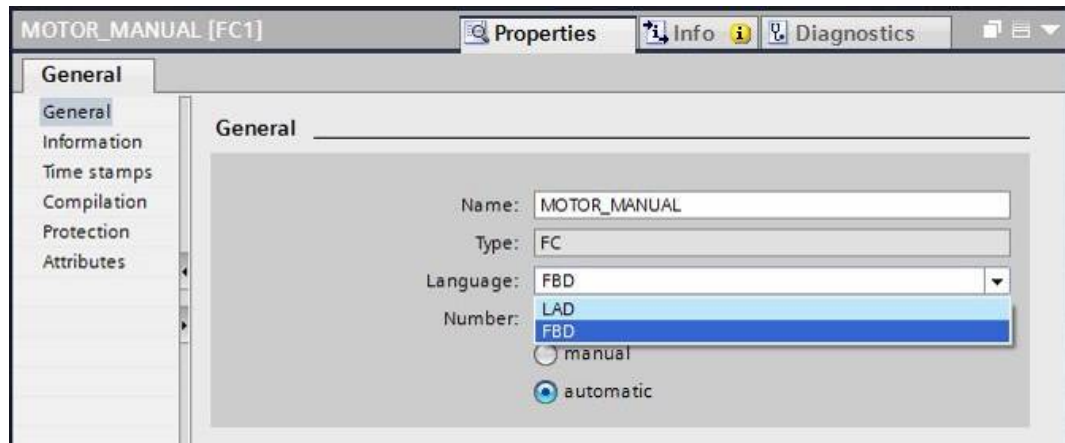 MOTOR_MANUAL [FC1]
Properties
Info
Diagnostics
General
General
Information
Time stamps
Compilation
Protection
Attributes
General
Name: MOTOR_MANUAL
Type: FC
Language: FBD
LAD
FBD
Number:
manual
automatic